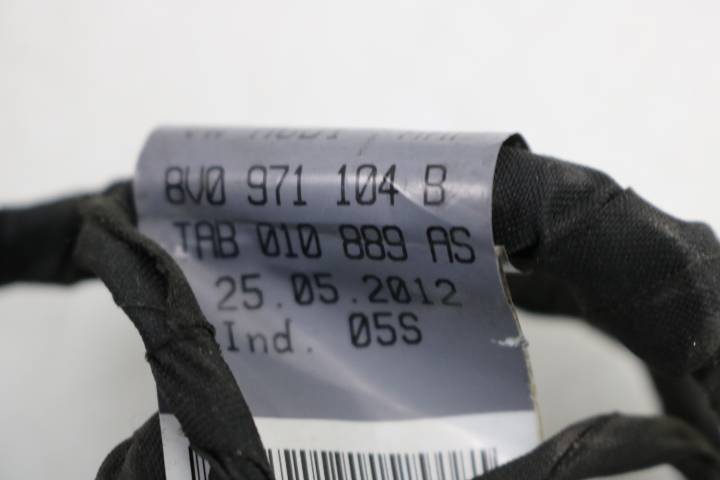 8V0 971 104 B
TAB 010 889 AS
25.05.2012
Ind. 05S